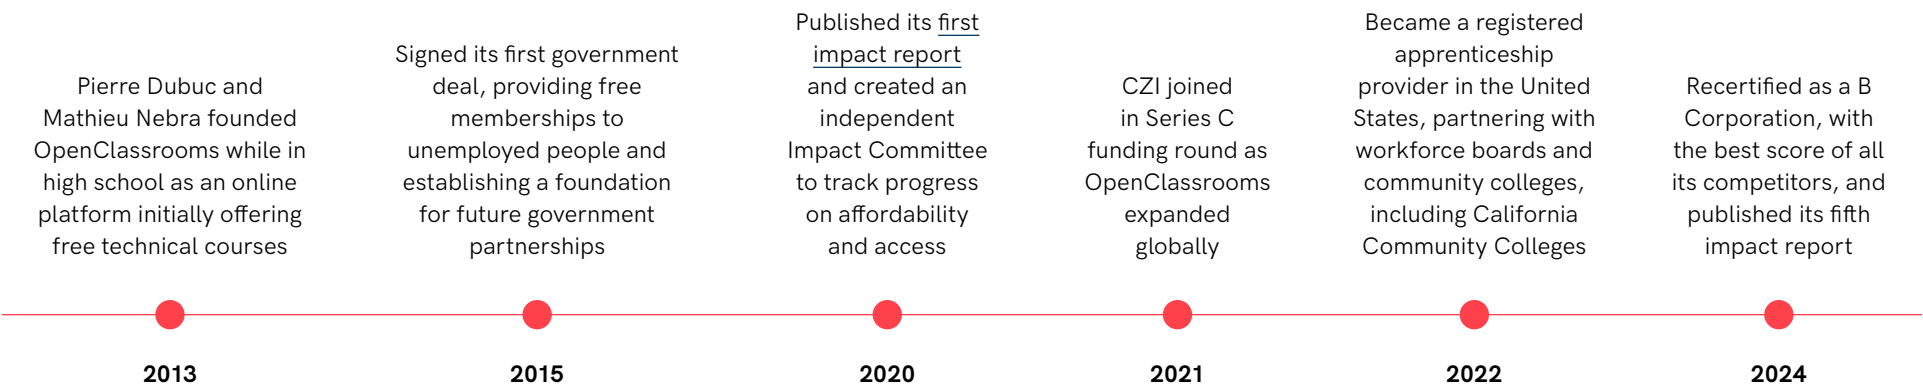 Pierre Dubuc and
Mathieu Nebra founded
OpenClassrooms while in
high school as an online
platform initially offering
free technical courses
2013
Signed its first government
deal, providing free
memberships to
unemployed people and
establishing a foundation
for future government
partnerships
2015
Published its first
impact report
and created an
independent
Impact Committee
to track progress
on affordability
and access
2020
CZI joined
in Series C
funding round as
OpenClassrooms
expanded
globally
2021
Became a registered
apprenticeship
provider in the United
States, partnering with
workforce boards and
community colleges,
including California
Community Colleges
2022
Recertified as a B
Corporation, with
the best score of all
its competitors, and
published its fifth
impact report
2024